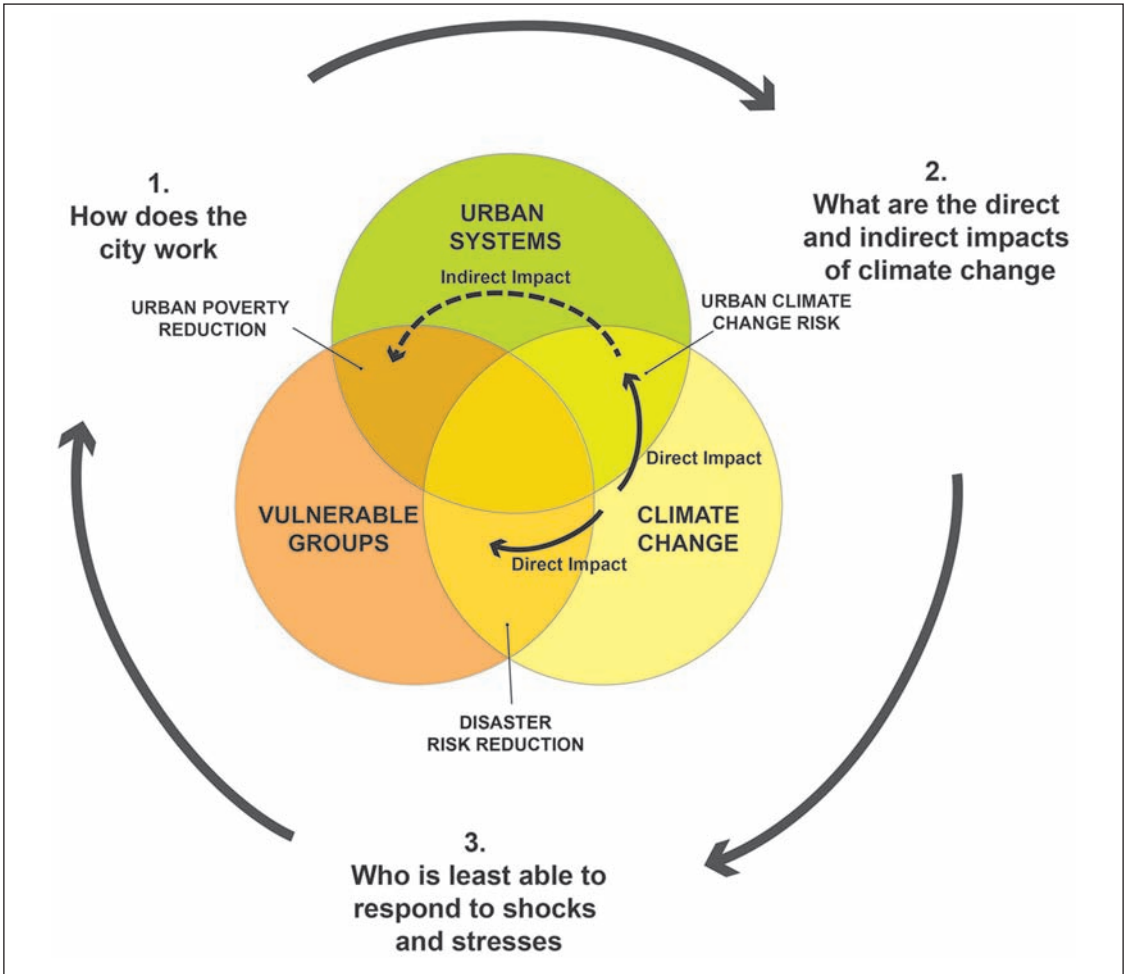 1.
How does the
city work
2.
What are the direct
and indirect impacts
of climate change
URBAN
SYSTEMS
Indirect Impact
URBAN POVERTY
REDUCTION
URBAN CLIMATE
CHANGE RISK
Direct Impact
VULNERABLE
GROUPS
CLIMATE
CHANGE
Direct Impact
DISASTER
RISK REDUCTION
3.
Who is least able to
respond to shocks
and stresses